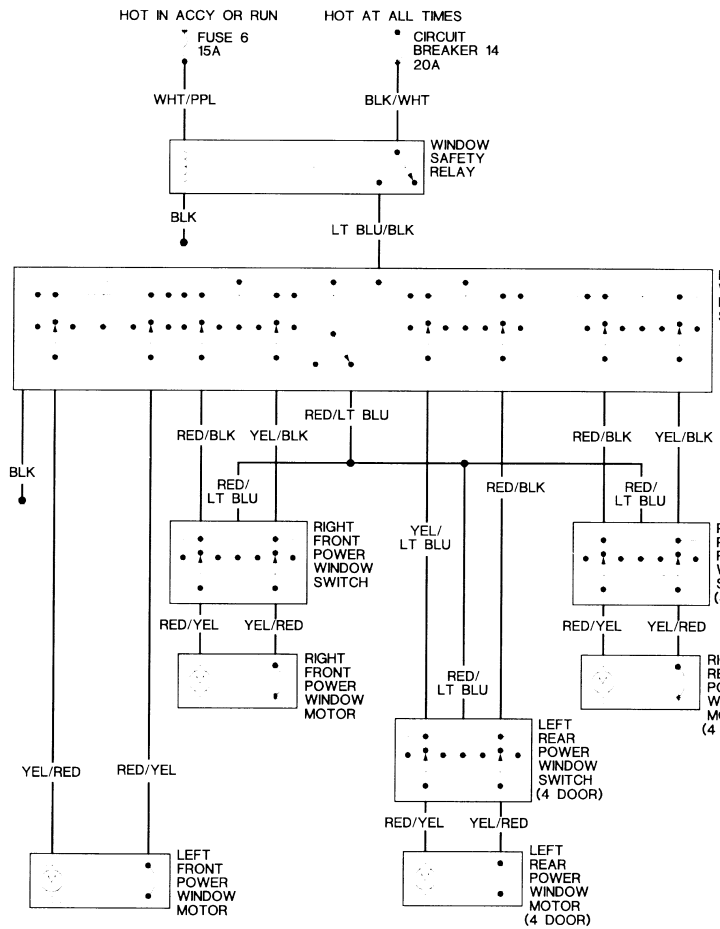 HOT IN ACCY OR RUN
HOT AT ALL TIMES
FUSE 6
15A
CIRCUIT
BREAKER 14
20A
WHT/PPL
BLK/WHT
WINDOW
SAFETY
RELAY
BLK
LT BLU/BLK
RED/LT BLU
RED/BLK
YEL/BLK
RED/BLK
YEL/BLK
BLK
RED/
LT BLU
RED/BLK
RED/
LT BLU
YEL/
LT BLU
RIGHT
FRONT
POWER
WINDOW
SWITCH
RED/YEL
YEL/RED
RED/YEL
YEL/RED
RIGHT
FRONT
POWER
WINDOW
MOTOR
RED/
LT BLU
(4
LEFT
REAR
POWER
WINDOW
SWITCH
(4 DOOR)
YEL/RED
RED/YEL
RED/YEL
YEL/RED
LEFT
FRONT
POWER
WINDOW
MOTOR
LEFT
REAR
POWER
WINDOW
MOTOR
(4 DOOR)